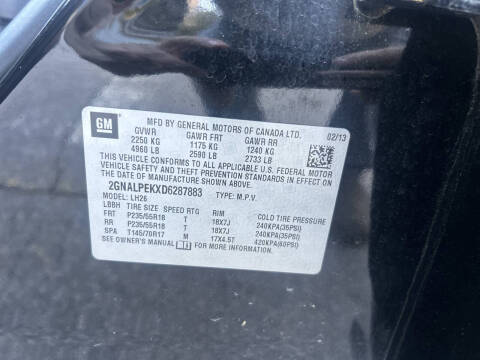 GM MFD BY GENERAL MOTORS OF CANADA LTD. 02/13
GVWR GAWR FRT GAWR RR
2250 KG 1175 KG 1240 KG
4960 LB 2590 LB 2733 LB
THIS VEHICLE CONFORMS TO ALL APPLICABLE U.S. FEDERAL MOTOR
VEHICLE SAFETY AND THEFT PREVENTION STANDARDS IN EFFECT ON
THE DATE OF MANUFACTURE SHOWN ABOVE.
2GNALPEKXD6287883 TYPE: M.P.V.
MODEL: LH26
LBBH TIRE SIZE SPEED RTG RIM COLD TIRE PRESSURE
FRT P235/55R18 T 18X7J 240KPA(35PSI)
RR P235/55R18 T 18X7J 240KPA(35PSI)
SPA T145/70R17 M 17X4.5T 420KPA(60PSI)
SEE OWNER'S MANUAL FOR MORE INFORMATION.